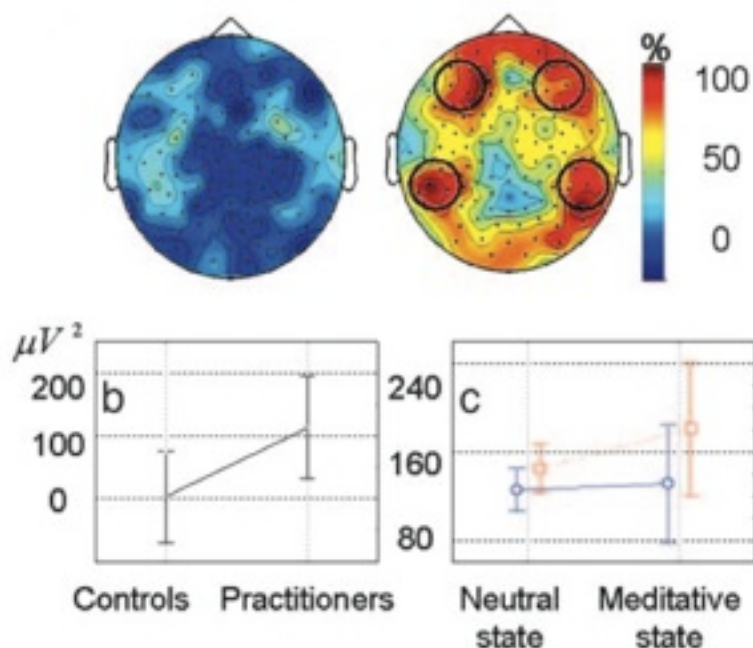 %
100
50
0
μV²
200
100
0
b
Controls Practitioners
240
160
80
c
Neutral state
Meditative state